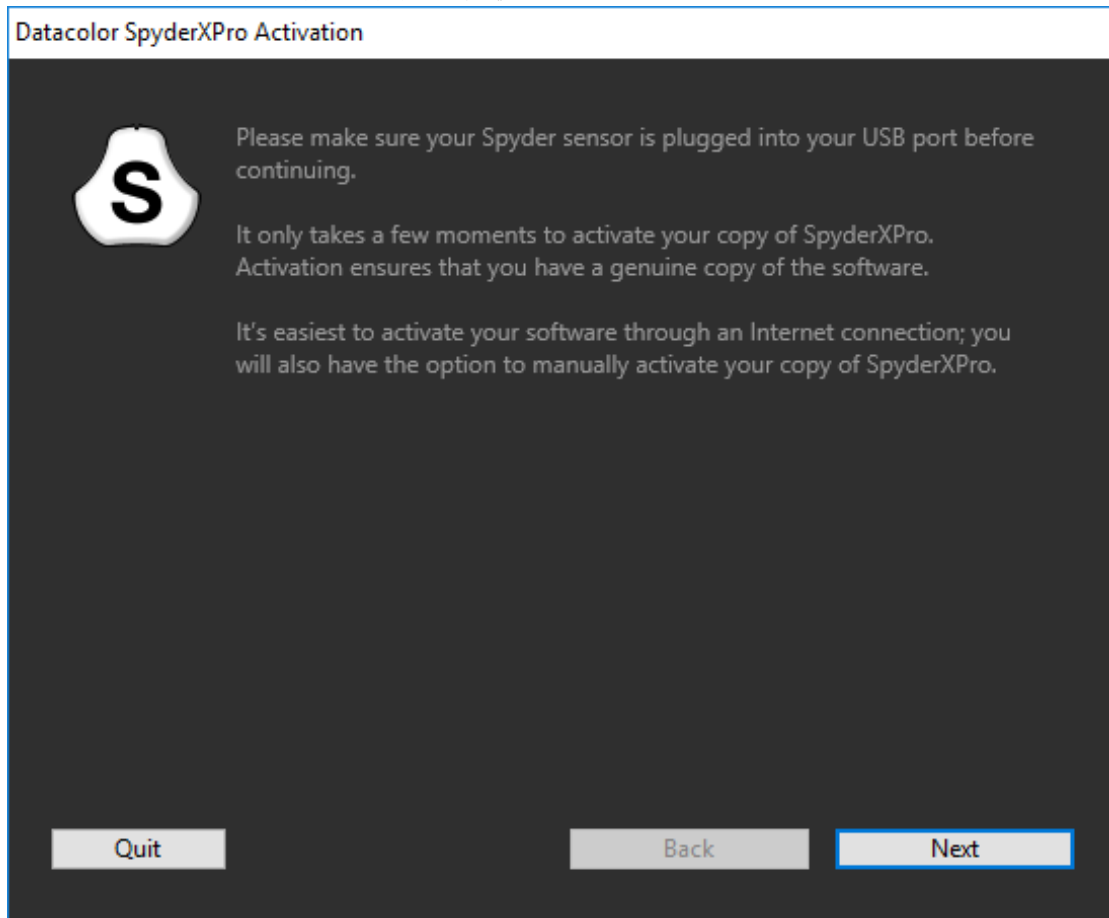 Datacolor SpyderXPro Activation
S
Please make sure your Spyder sensor is plugged into your USB port before
continuing.
It only takes a few moments to activate your copy of SpyderXPro.
Activation ensures that you have a genuine copy of the software.
It's easiest to activate your software through an Internet connection; you
will also have the option to manually activate your copy of SpyderXPro.
Quit Back Next